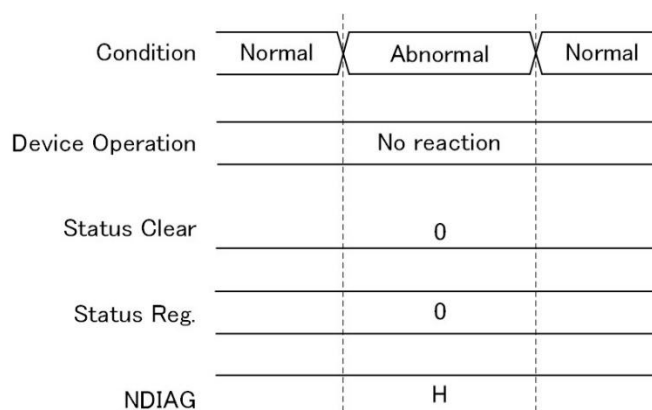 Condition Normal Abnormal Normal
Device Operation No reaction
Status Clear 0
Status Reg. 0
NDIAG H